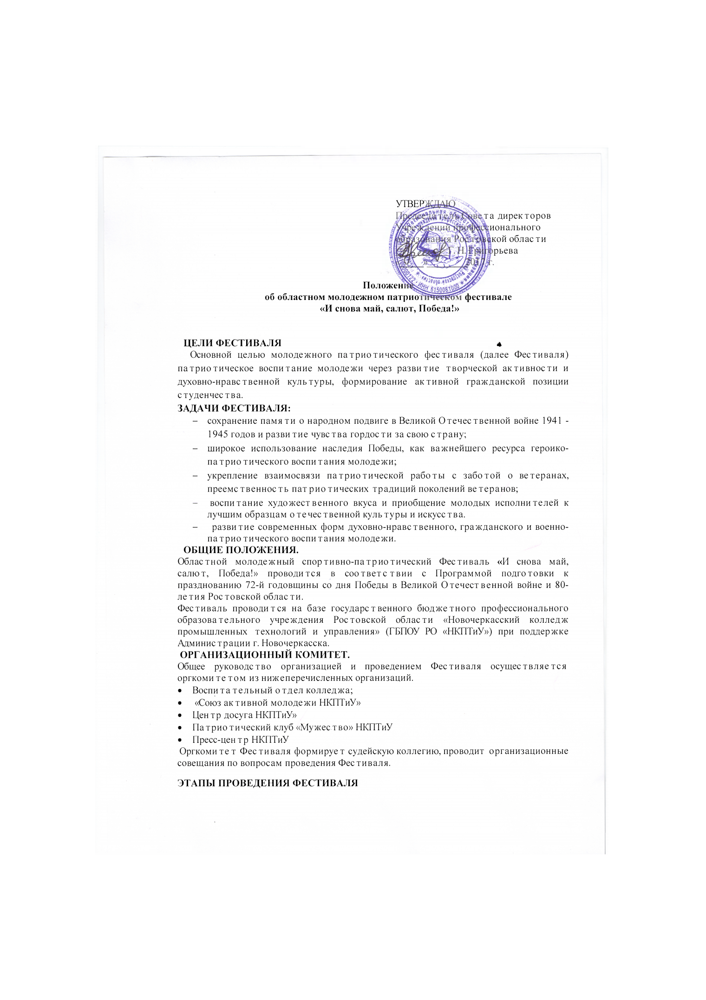 УТВЕРЖДАЮ
Председатель Совета директоров
Учреждений профессионального
образования Ростовской области
Г. Н. Григорьева
« » 2017 г.
Положение
об областном молодежном патриотическом фестивале
«И снова май, салют, Победа!»
ЦЕЛИ ФЕСТИВАЛЯ
Основной целью молодежного патриотического фестиваля (далее Фестиваля)
патриотическое воспитание молодежи через развитие творческой активности и
духовно-нравственной культуры, формирование активной гражданской позиции
студенчества.
ЗАДАЧИ ФЕСТИВАЛЯ:
– сохранение памяти о народном подвиге в Великой Отечественной войне 1941 -
1945 годов и развитие чувства гордости за свою страну;
– широкое использование наследия Победы, как важнейшего ресурса героико-
патриотического воспитания молодежи;
– укрепление взаимосвязи патриотической работы с заботой о ветеранах,
преемственность патриотических традиций поколений ветеранов;
– воспитание художественного вкуса и приобщение молодых исполнителей к
лучшим образцам отечественной культуры и искусства.
– развитие современных форм духовно-нравственного, гражданского и военно-
патриотического воспитания молодежи.
ОБЩИЕ ПОЛОЖЕНИЯ.
Областной молодежный спортивно-патриотический Фестиваль «И снова май,
салют, Победа!» проводится в соответствии с Программой подготовки к
празднованию 72-й годовщины со дня Победы в Великой Отечественной войне и 80-
летия Ростовской области.
Фестиваль проводится на базе государственного бюджетного профессионального
образовательного учреждения Ростовской области «Новочеркасский колледж
промышленных технологий и управления» (ГБПОУ РО «НКПТиУ») при поддержке
Администрации г. Новочеркасска.
ОРГАНИЗАЦИОННЫЙ КОМИТЕТ.
Общее руководство организацией и проведением Фестиваля осуществляется
оргкомитетом из нижеперечисленных организаций.
• Воспитательный отдел колледжа;
• «Союз активной молодежи НКПТиУ»
• Центр досуга НКПТиУ»
• Патриотический клуб «Мужество» НКПТиУ
• Пресс-центр НКПТиУ
Оргкомитет Фестиваля формирует судейскую коллегию, проводит организационные
совещания по вопросам проведения Фестиваля.
ЭТАПЫ ПРОВЕДЕНИЯ ФЕСТИВАЛЯ
региональная общественная организация
ИНН 6150081000